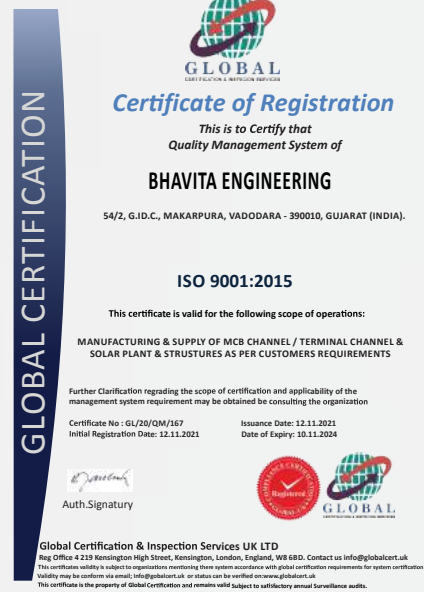 GLOBAL
CERTIFICATION & INSPECTION SERVICES
Certificate of Registration
This is to Certify that
Quality Management System of
BHAVITA ENGINEERING
54/2, G.ID.C., MAKARPURA, VADODARA - 390010, GUJARAT (INDIA).
ISO 9001:2015
This certificate is valid for the following scope of operations:
MANUFACTURING & SUPPLY OF MCB CHANNEL / TERMINAL CHANNEL &
SOLAR PLANT & STRUSTURES AS PER CUSTOMERS REQUIREMENTS
Further Clarification regrading the scope of certification and applicability of the
management system requirement may be obtained be consulting the organization
Certificate No : GL/20/QM/167
Issuance Date: 12.11.2021
Initial Registration Date: 12.11.2021
Date of Expiry: 10.11.2024
Auth.Signatury
Registered
GLOBAL
GLOBAL CERTIFICATION
Global Certification & Inspection Services UK LTD
Reg Office 4 219 Kensington High Street, Kensington, London, England, W8 6BD. Contact us info@globalcert.uk
This certificates validity is subject to organizations mentioning there system accordance with global certification requirements for system certification
Validity may be conform via email; Info@gobalcert.uk or status can be verified on:www.globalcert.uk
This certificate is the property of Global Certification and remains valid Subject to satisfactory annual Surveillance audits.